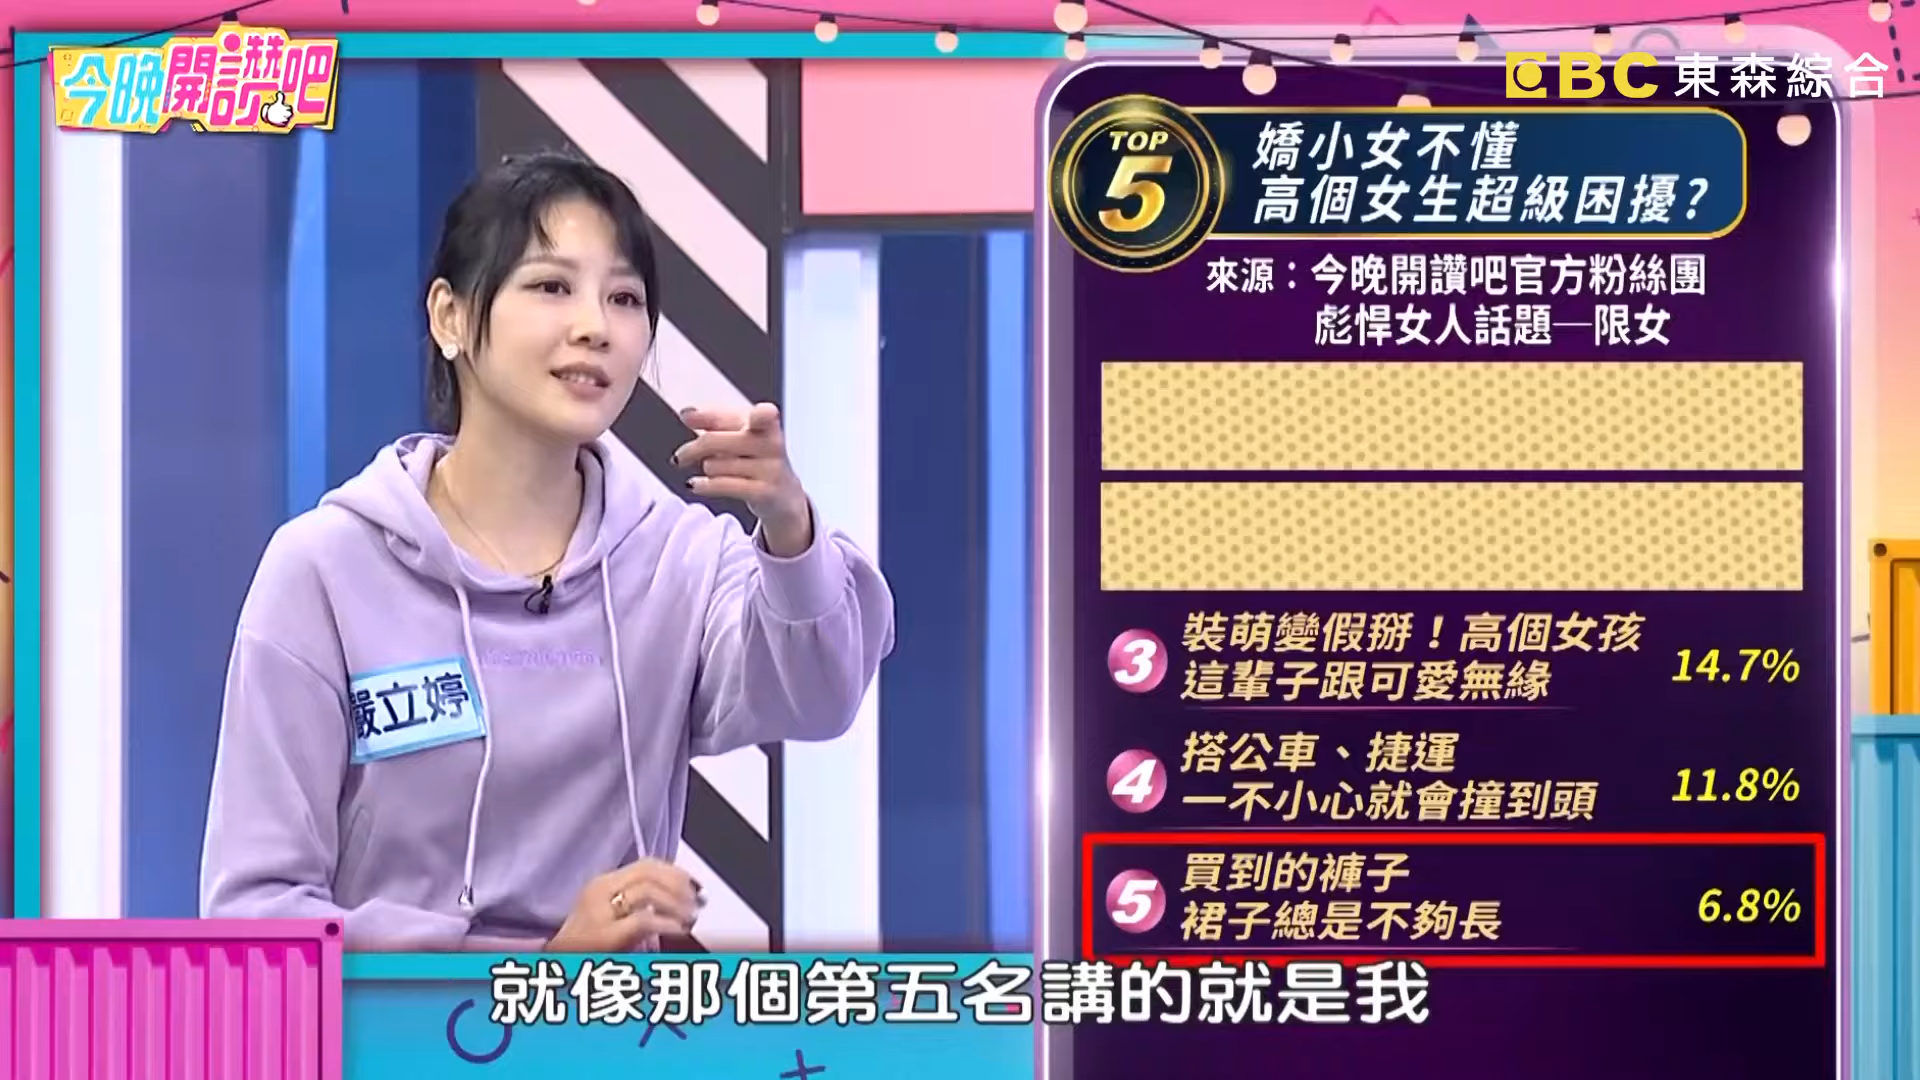 今晚開讚吧
EBC 東森綜合
TOP
5
嬌小女不懂
高個女生超級困擾?
來源：今晚開讚吧官方粉絲團
彪悍女人話題—限女
3
裝萌變假掰！高個女孩
這輩子跟可愛無緣
14.7%
4
搭公車、捷運
一不小心就會撞到頭
11.8%
5
買到的褲子
裙子總是不夠長
6.8%
嚴立婷
就像那個第五名講的就是我